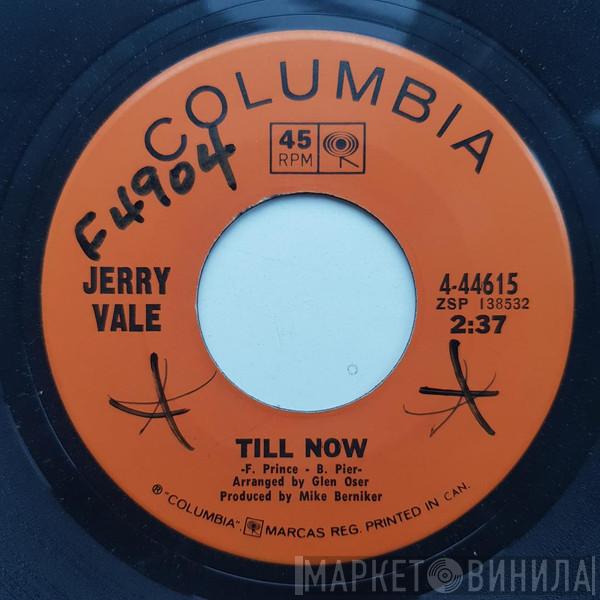 COLUMBIA
45
RPM
F4904
JERRY
VALE
4-44615
ZSP 138532
2:37
TILL NOW
-F. Prince - B. Pier-
Arranged by Glen Oser
Produced by Mike Berniker
® "COLUMBIA", MARCAS REG. PRINTED IN CAN.
МАРКЕТ ВИНИЛА